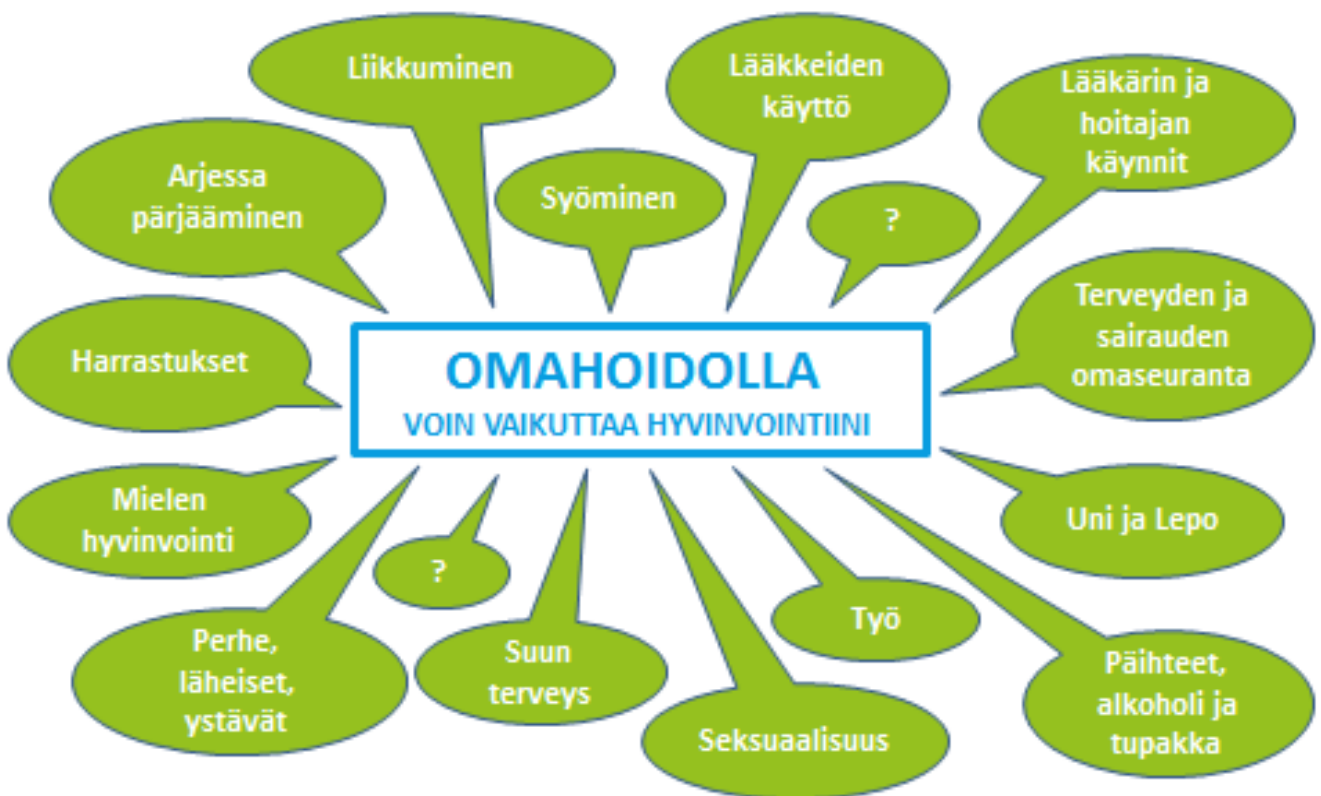 Liikkuminen
Lääkkeiden
käyttö
Lääkärin ja
hoitajan
käynnit
Arjessa
pärjääminen
Syöminen
?
Terveyden ja
sairauden
omaseuranta
Harrastukset
OMAHOIDOLLA
VOIN VAIKUTTAA HYVINVOINTIINI
Mielen
hyvinvointi
?
Uni ja Lepo
Perhe,
läheiset,
ystävät
Suun
terveys
Työ
Seksuaalisuus
Päihteet,
alkoholi ja
tupakka